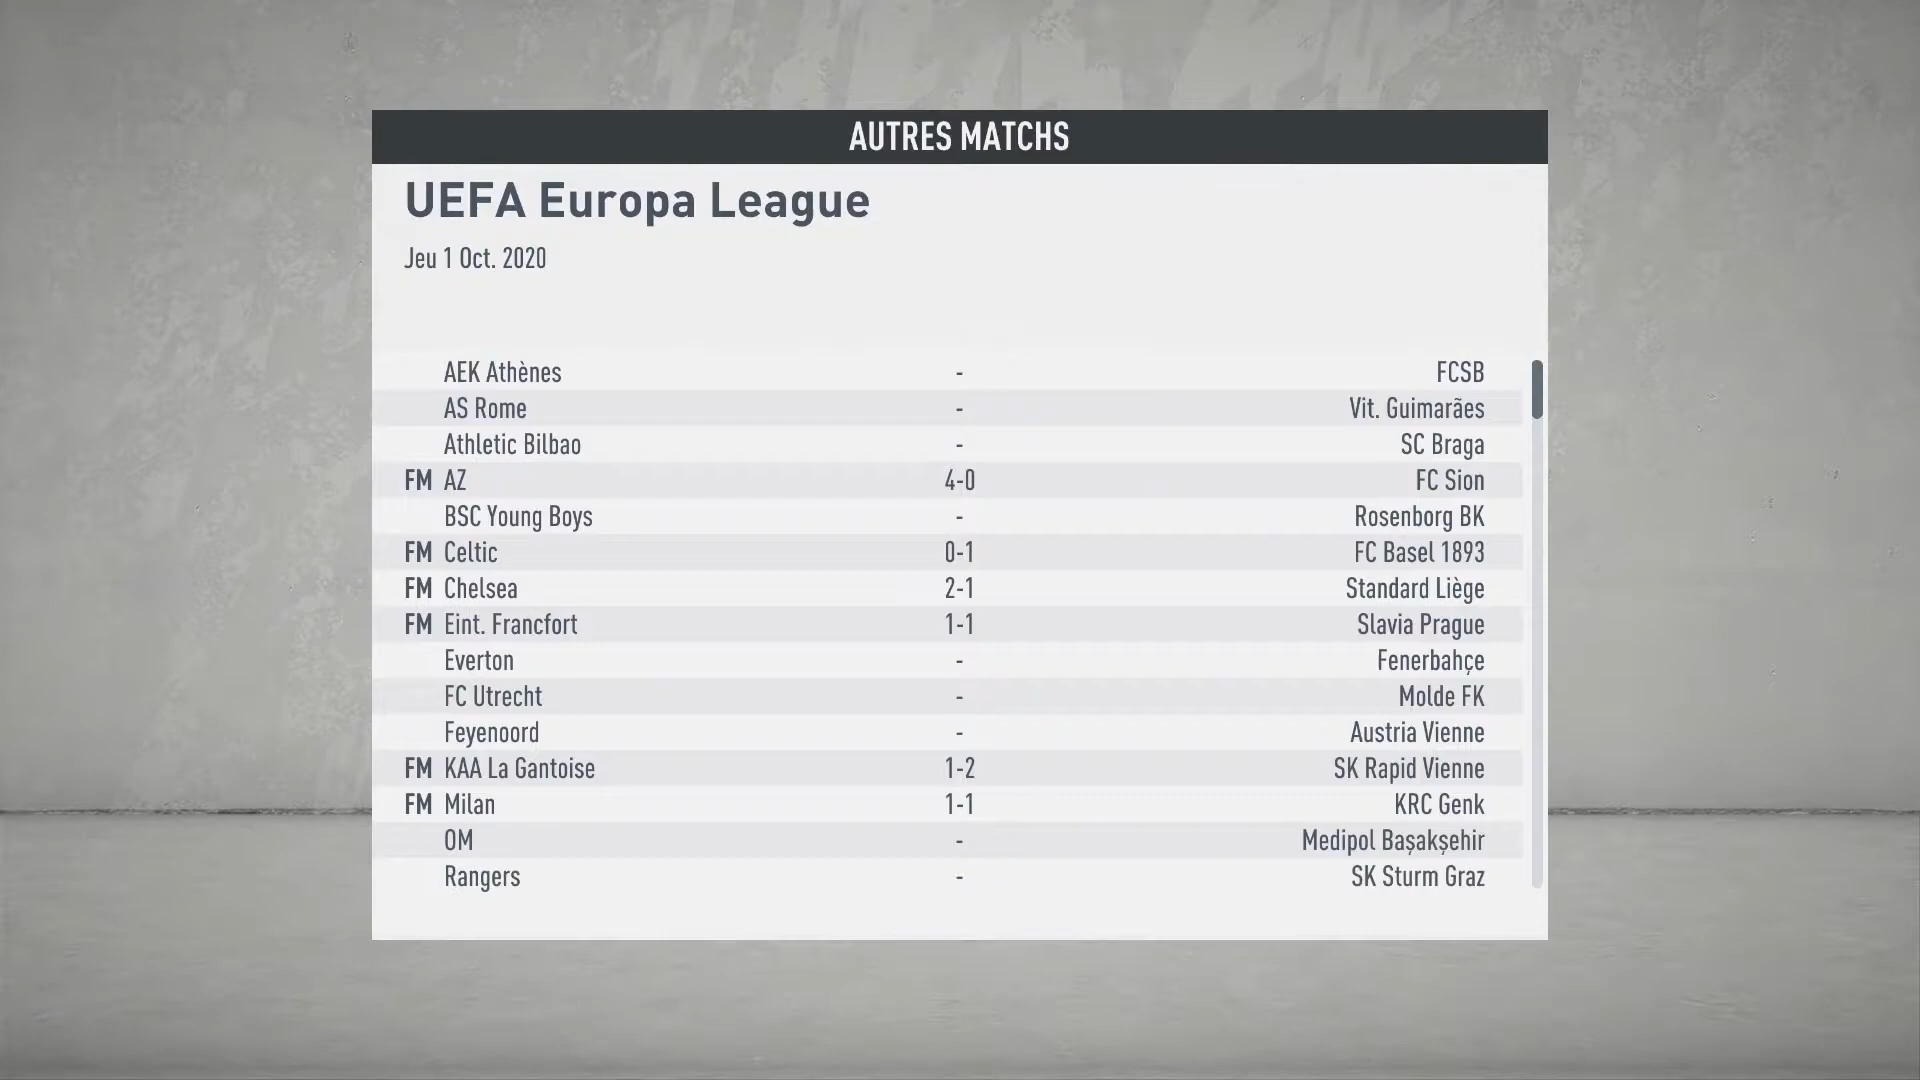 AUTRES MATCHS
UEFA Europa League
Jeu 1 Oct. 2020
AEK Athènes - FCSB
AS Rome - Vit. Guimarães
Athletic Bilbao - SC Braga
FM AZ 4-0 FC Sion
BSC Young Boys - Rosenborg BK
FM Celtic 0-1 FC Basel 1893
FM Chelsea 2-1 Standard Liège
FM Eint. Francfort 1-1 Slavia Prague
Everton - Fenerbahçe
FC Utrecht - Molde FK
Feyenoord - Austria Vienne
FM KAA La Gantoise 1-2 SK Rapid Vienne
FM Milan 1-1 KRC Genk
OM - Medipol Başakşehir
Rangers - SK Sturm Graz